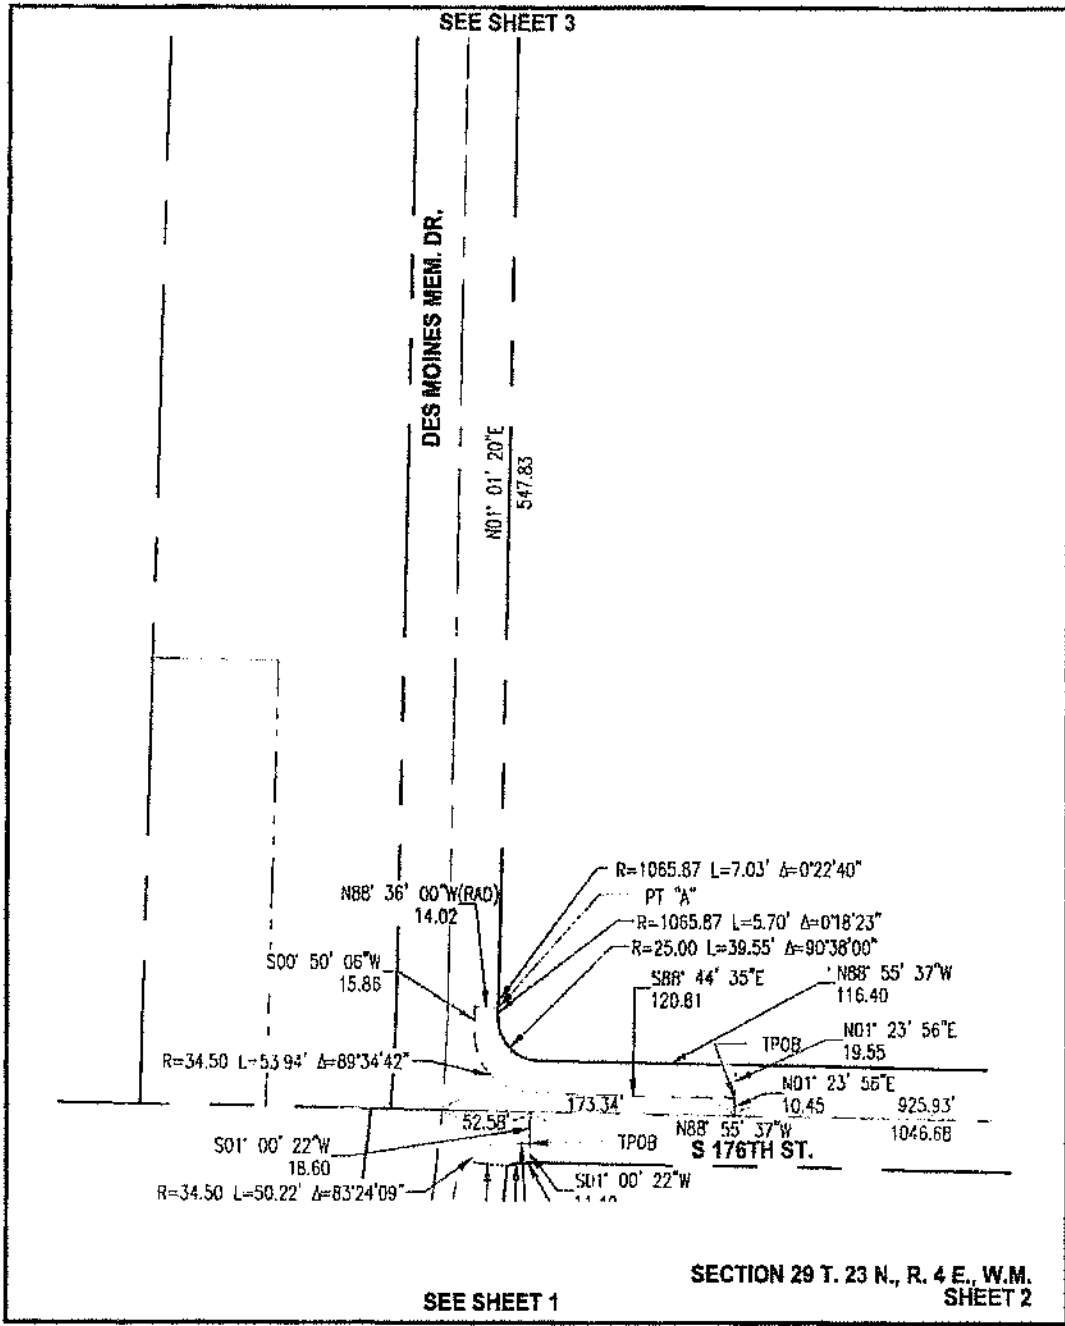 SEE SHEET 3
DES MOINES MEM. DR.
N01° 01' 20"E
547.83
R=1065.87 L=7.03' Δ=0°22'40"
PT "A"
N88° 36' 00"W(RAD)
14.02
R=1065.87 L=5.70' Δ=0°18'23"
R=25.00 L=39.55' Δ=90°38'00"
S00° 50' 06"W
15.86
S88° 44' 35"E
120.81
N88° 55' 37"W
116.40
N01° 23' 56"E
19.55
TPOB
R=34.50 L=53.94' Δ=89°34'42"
N01° 23' 56"E
10.45
173.34'
925.93'
52.58'
N88° 55' 37"W
1046.68
S 176TH ST.
S01° 00' 22"W
18.60
TPOB
R=34.50 L=50.22' Δ=83°24'09"
S01° 00' 22"W
SECTION 29 T. 23 N., R. 4 E., W.M.
SHEET 2
SEE SHEET 1